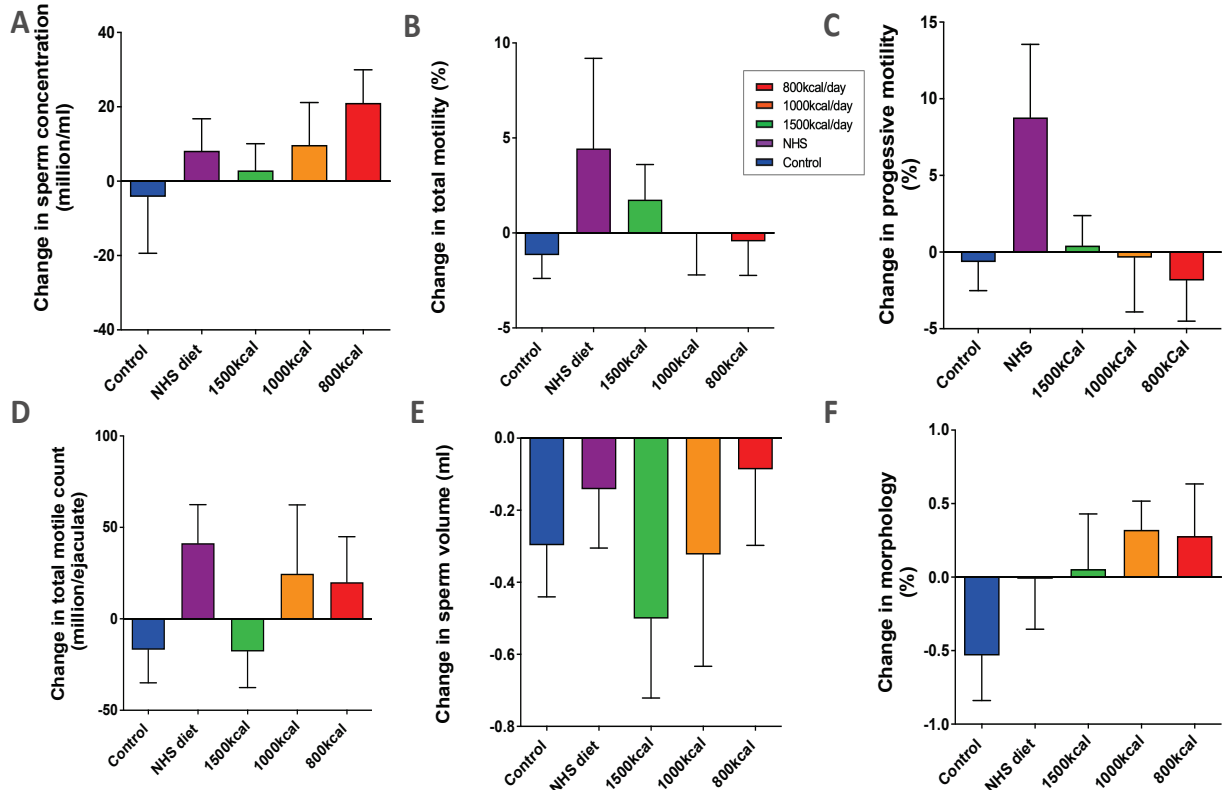 A
Change in sperm concentration
(million/ml)
40
20
0
-20
-40
Control
NHS diet
1500kcal
1000kcal
800kcal
B
Change in total motility (%)
10
5
0
-5
Control
NHS diet
1500kcal
1000kcal
800kcal
800kcal/day
1000kcal/day
1500kcal/day
NHS
Control
C
Change in progessive motility
(%)
15
10
5
0
-5
Control
NHS
1500kCal
1000kCal
800kCal
D
Change in total motile count
(million/ejaculate)
100
50
0
-50
Control
NHS diet
1500kcal
1000kcal
800kcal
E
Change in sperm volume (ml)
0.0
-0.2
-0.4
-0.6
-0.8
Control
NHS diet
1500kcal
1000kcal
800kcal
F
Change in morphology
(%)
1.0
0.5
0.0
-0.5
-1.0
Control
NHS diet
1500kcal
1000kcal
800kcal